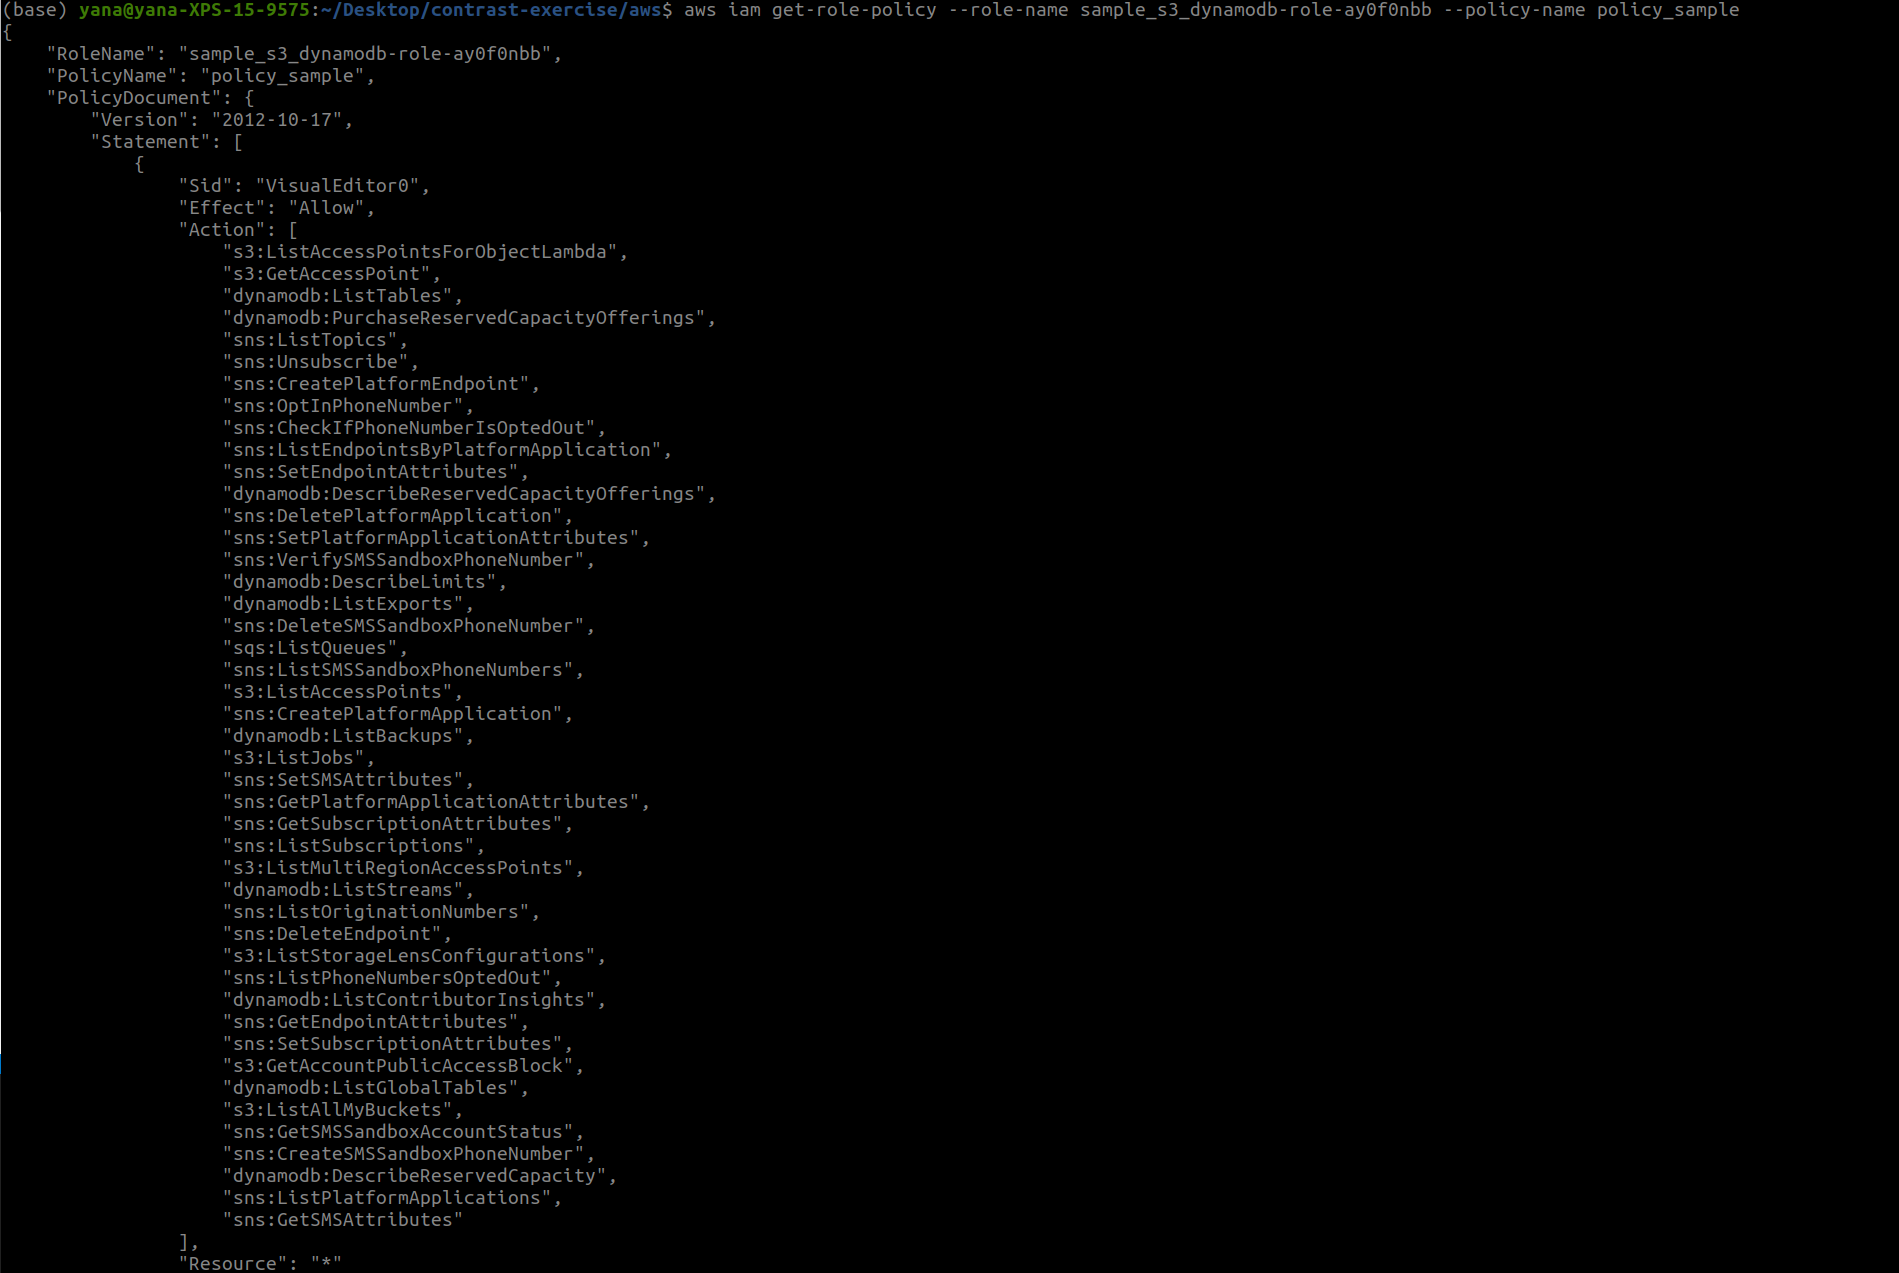 (base) yana@yana-XPS-15-9575:~/Desktop/contrast-exercise/aws$ aws iam get-role-policy --role-name sample_s3_dynamodb-role-ay0f0nbb --policy-name policy_sample
{
    "RoleName": "sample_s3_dynamodb-role-ay0f0nbb",
    "PolicyName": "policy_sample",
    "PolicyDocument": {
        "Version": "2012-10-17",
        "Statement": [
            {
                "Sid": "VisualEditor0",
                "Effect": "Allow",
                "Action": [
                    "s3:ListAccessPointsForObjectLambda",
                    "s3:GetAccessPoint",
                    "dynamodb:ListTables",
                    "dynamodb:PurchaseReservedCapacityOfferings",
                    "sns:ListTopics",
                    "sns:Unsubscribe",
                    "sns:CreatePlatformEndpoint",
                    "sns:OptInPhoneNumber",
                    "sns:CheckIfPhoneNumberIsOptedOut",
                    "sns:ListEndpointsByPlatformApplication",
                    "sns:SetEndpointAttributes",
                    "dynamodb:DescribeReservedCapacityOfferings",
                    "sns:DeletePlatformApplication",
                    "sns:SetPlatformApplicationAttributes",
                    "sns:VerifySMSSandboxPhoneNumber",
                    "dynamodb:DescribeLimits",
                    "dynamodb:ListExports",
                    "sns:DeleteSMSSandboxPhoneNumber",
                    "sqs:ListQueues",
                    "sns:ListSMSSandboxPhoneNumbers",
                    "s3:ListAccessPoints",
                    "sns:CreatePlatformApplication",
                    "dynamodb:ListBackups",
                    "s3:ListJobs",
                    "sns:SetSMSAttributes",
                    "sns:GetPlatformApplicationAttributes",
                    "sns:GetSubscriptionAttributes",
                    "sns:ListSubscriptions",
                    "s3:ListMultiRegionAccessPoints",
                    "dynamodb:ListStreams",
                    "sns:ListOriginationNumbers",
                    "sns:DeleteEndpoint",
                    "s3:ListStorageLensConfigurations",
                    "sns:ListPhoneNumbersOptedOut",
                    "dynamodb:ListContributorInsights",
                    "sns:GetEndpointAttributes",
                    "sns:SetSubscriptionAttributes",
                    "s3:GetAccountPublicAccessBlock",
                    "dynamodb:ListGlobalTables",
                    "s3:ListAllMyBuckets",
                    "sns:GetSMSSandboxAccountStatus",
                    "sns:CreateSMSSandboxPhoneNumber",
                    "dynamodb:DescribeReservedCapacity",
                    "sns:ListPlatformApplications",
                    "sns:GetSMSAttributes"
                ],
                "Resource": "*"